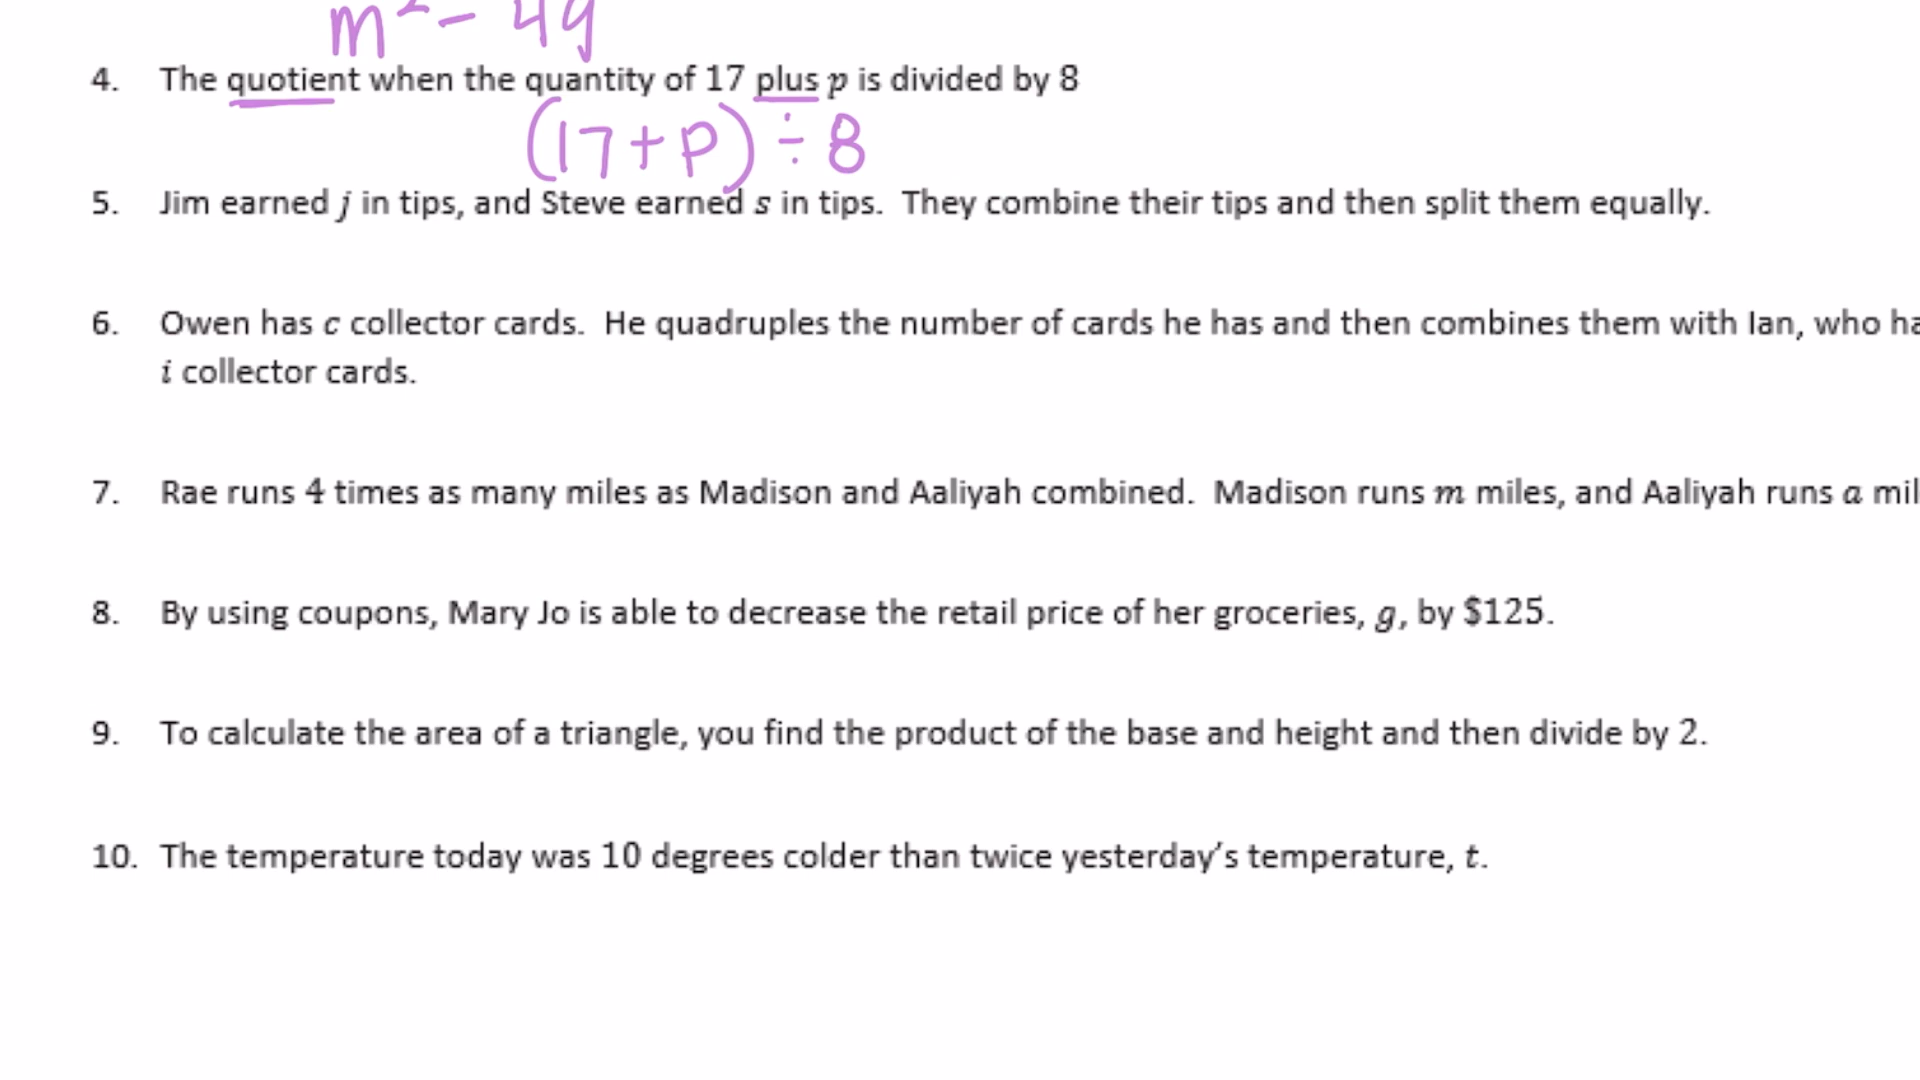 m² - 49
4. The quotient when the quantity of 17 plus p is divided by 8
(17+p) ÷ 8
5. Jim earned j in tips, and Steve earned s in tips. They combine their tips and then split them equally.
6. Owen has c collector cards. He quadruples the number of cards he has and then combines them with Ian, who ha
i collector cards.
7. Rae runs 4 times as many miles as Madison and Aaliyah combined. Madison runs m miles, and Aaliyah runs a mil
8. By using coupons, Mary Jo is able to decrease the retail price of her groceries, g, by $125.
9. To calculate the area of a triangle, you find the product of the base and height and then divide by 2.
10. The temperature today was 10 degrees colder than twice yesterday's temperature, t.